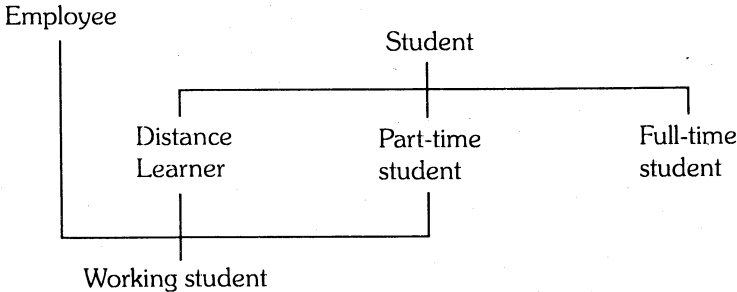 Employee
Student
Distance
Learner
Part-time
student
Full-time
student
Working student